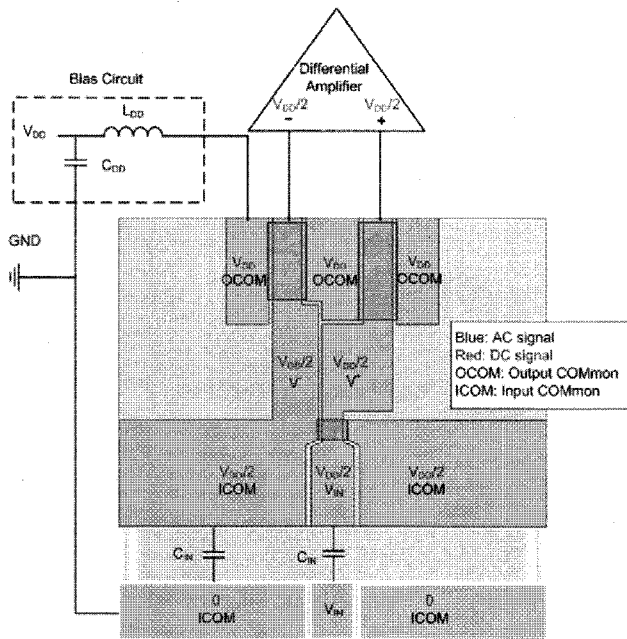 Differential
Amplifier
V_DD/2 V_DD/2
- +
Bias Circuit
L_DD
V_DD
C_DD
GND
V_DD V_DD V_DD
OCOM OCOM OCOM
Blue: AC signal
Red: DC signal
OCOM: Output COMmon
ICOM: Input COMmon
V_DD/2 V_DD/2
V⁻ V⁺
V_DD/2 V_DD/2 V_DD/2
ICOM V_IN ICOM
C_IN C_IN
0 0
ICOM V_IN ICOM